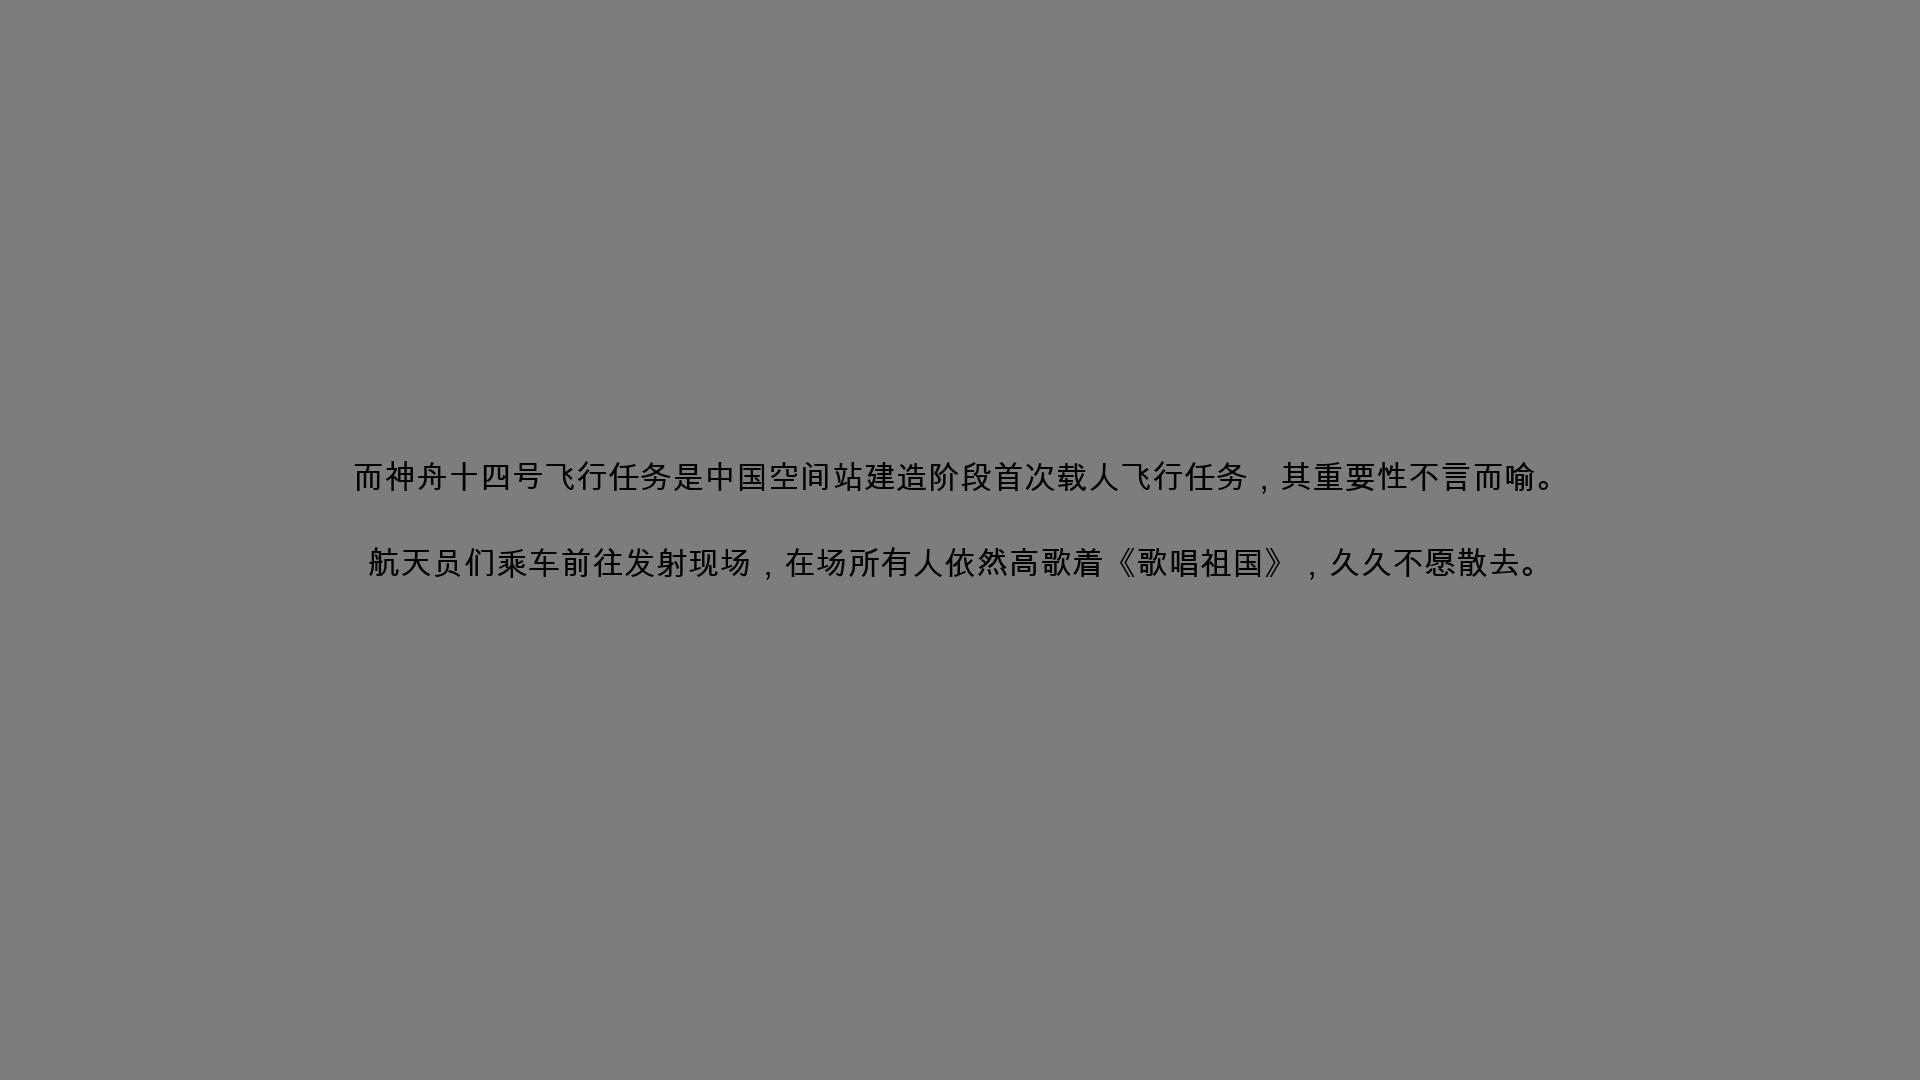 而神舟十四号飞行任务是中国空间站建造阶段首次载人飞行任务，其重要性不言而喻。
航天员们乘车前往发射现场，在场所有人依然高歌着《歌唱祖国》，久久不愿散去。